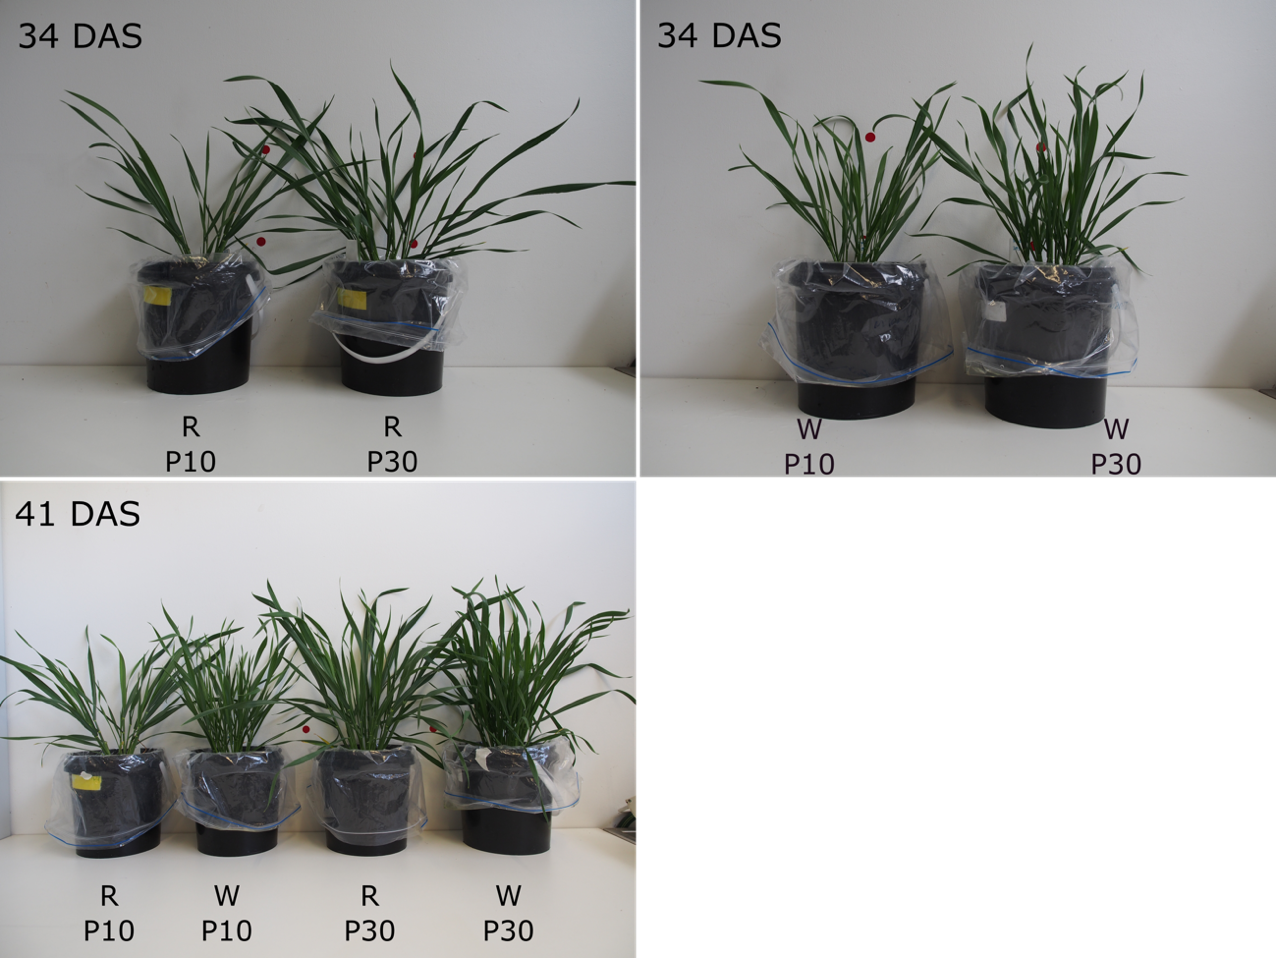 34 DAS
R R
P10 P30
34 DAS
W W
P10 P30
41 DAS
R W R W
P10 P10 P30 P30